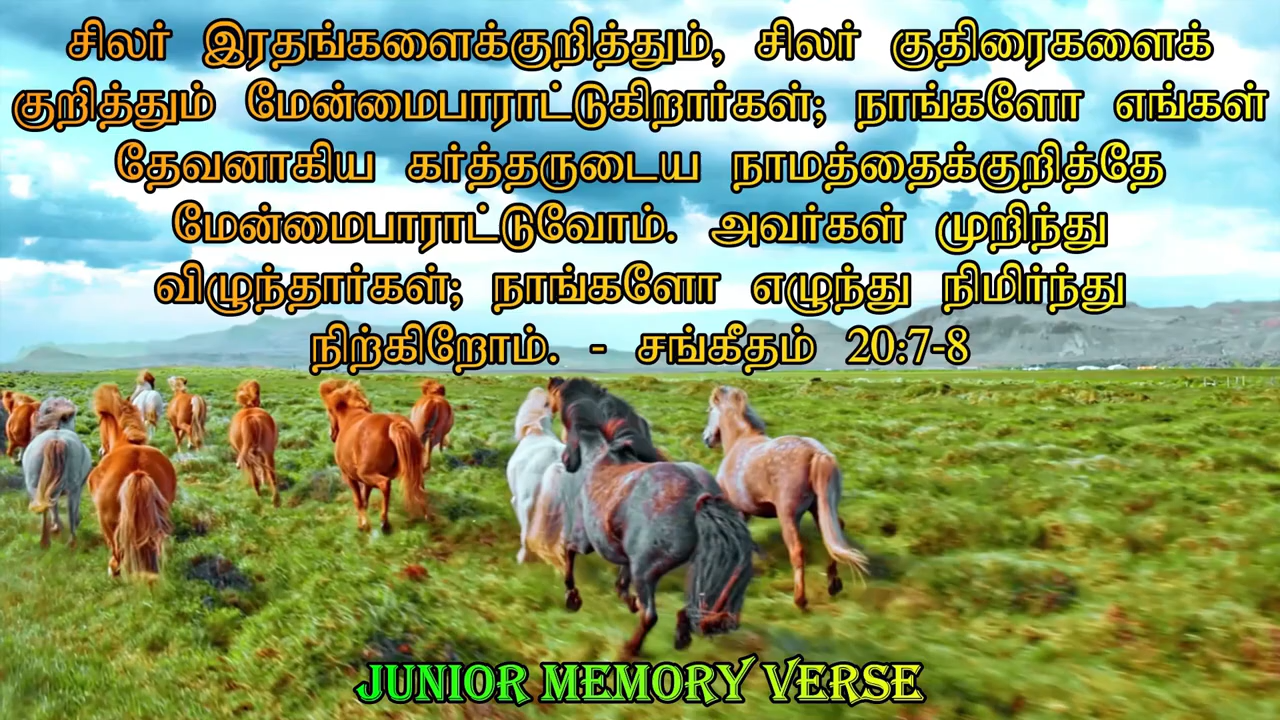 சிலர் இரதங்களைக்குறித்தும், சிலர் குதிரைகளைக்
குறித்தும் மேன்மைபாராட்டுகிறார்கள்; நாங்களோ எங்கள்
தேவனாகிய கர்த்தருடைய நாமத்தைக்குறித்தே
மேன்மைபாராட்டுவோம். அவர்கள் முறிந்து
விழுந்தார்கள்; நாங்களோ எழுந்து நிமிர்ந்து
நிற்கிறோம். - சங்கீதம் 20:7-8
JUNIOR MEMORY VERSE